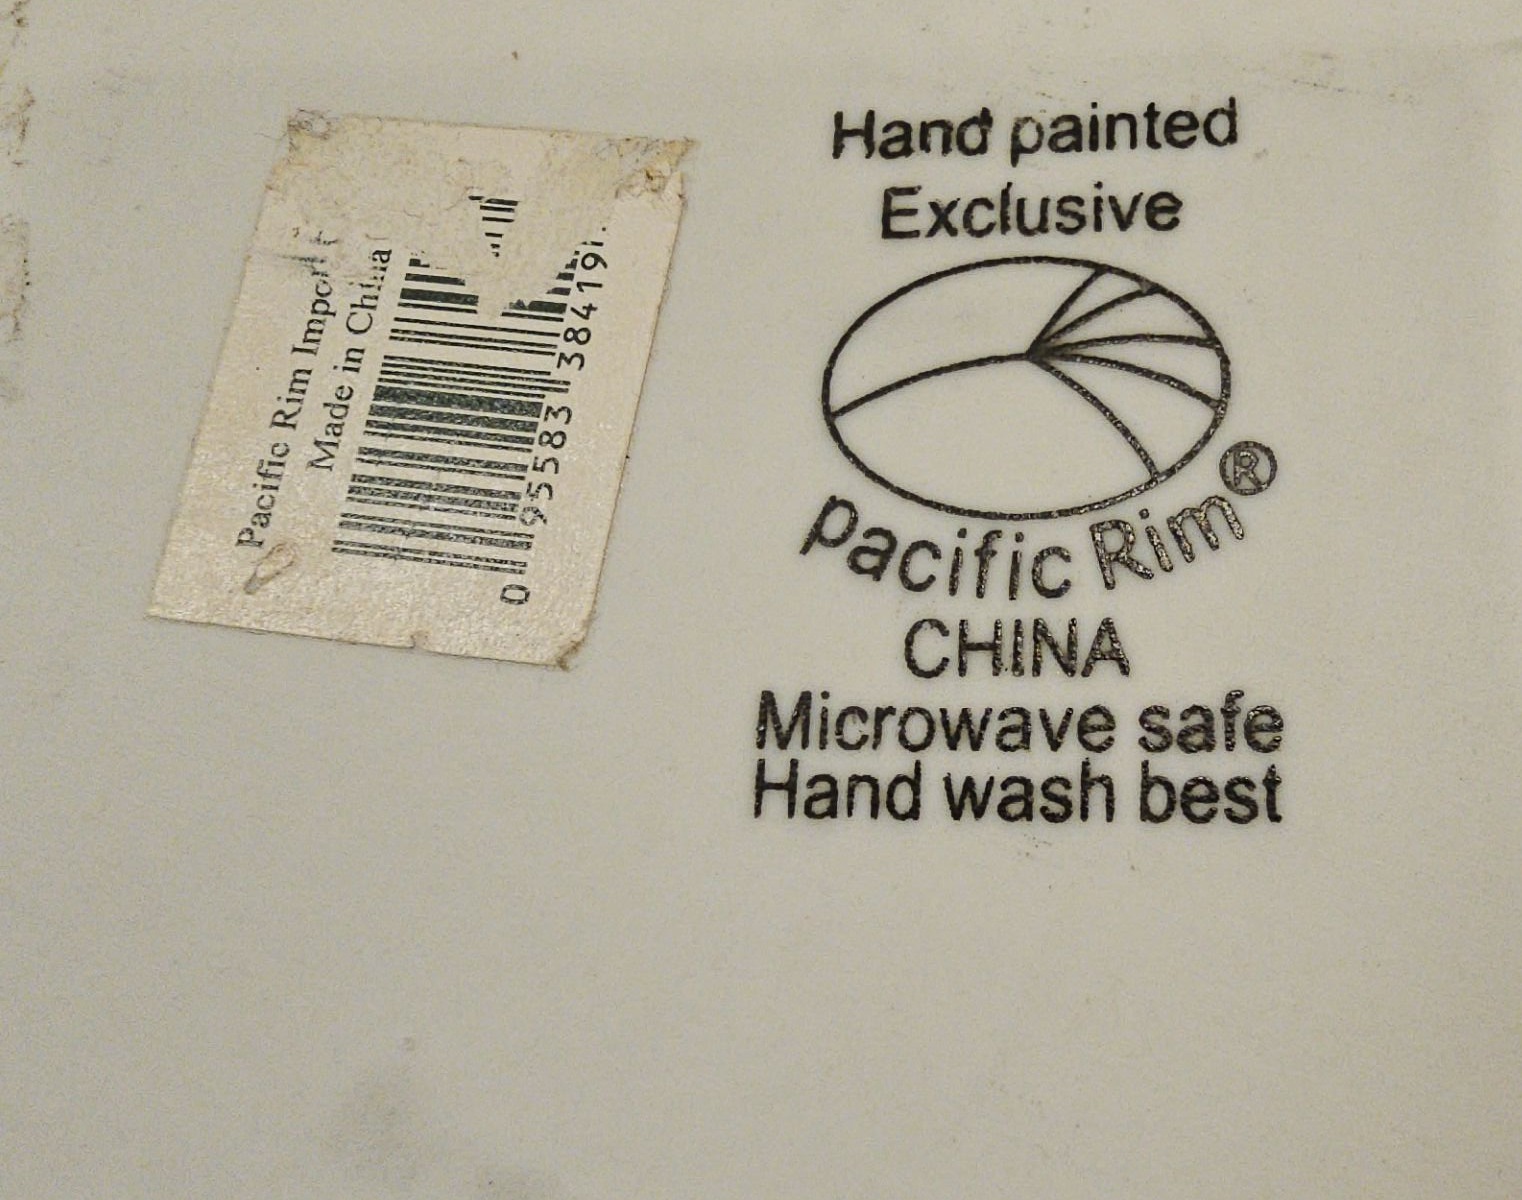 Pacific Rim Import
Made in China
0 95583 38419
Hand painted
Exclusive
pacific Rim®
CHINA
Microwave safe
Hand wash best